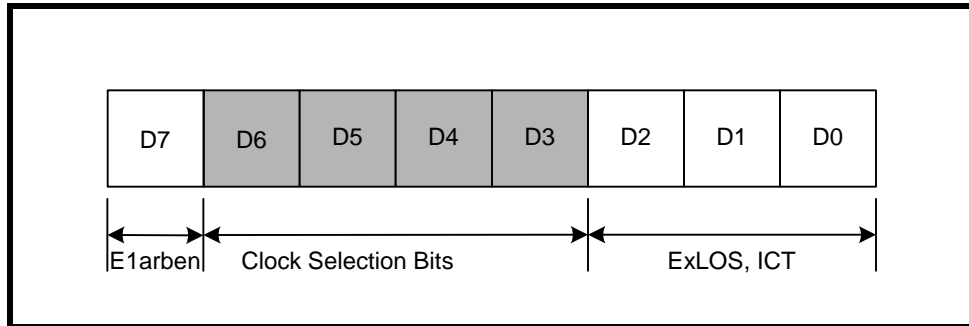 D7 D6 D5 D4 D3 D2 D1 D0
E1arben Clock Selection Bits ExLOS, ICT